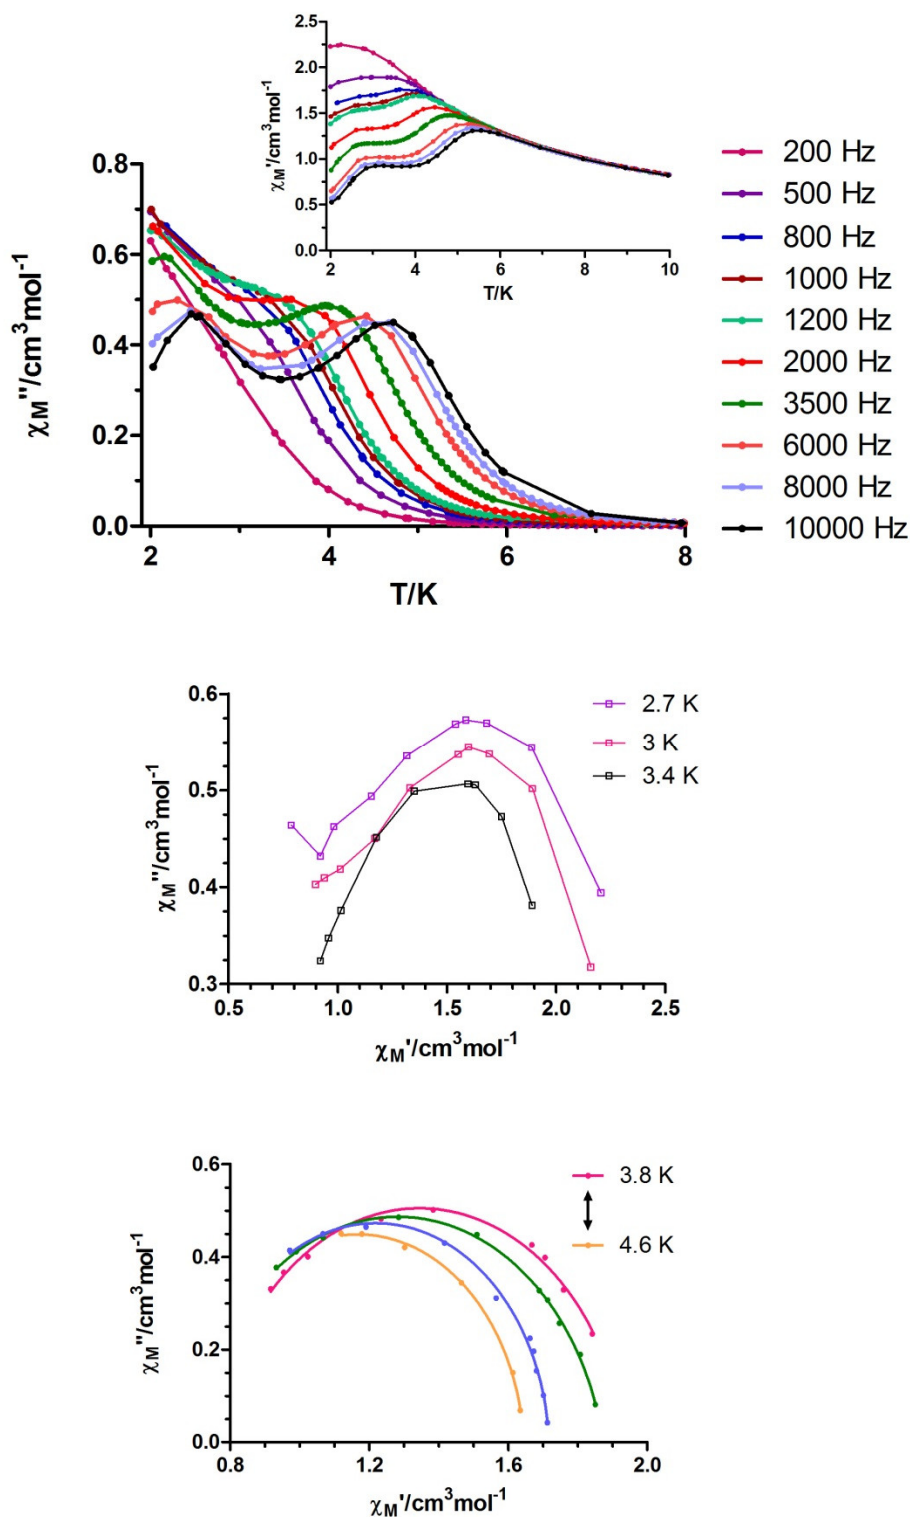 2.5
2.0
1.5
1.0
0.5
0.0
χM'/cm³mol⁻¹
2 4 6 8 10
T/K
0.8
0.6
0.4
0.2
0.0
χM''/cm³mol⁻¹
2 4 6 8
T/K
200 Hz
500 Hz
800 Hz
1000 Hz
1200 Hz
2000 Hz
3500 Hz
6000 Hz
8000 Hz
10000 Hz
0.6
0.5
0.4
0.3
χM''/cm³mol⁻¹
2.7 K
3 K
3.4 K
0.5 1.0 1.5 2.0 2.5
χM'/cm³mol⁻¹
0.6
0.4
0.2
0.0
χM''/cm³mol⁻¹
3.8 K
4.6 K
0.8 1.2 1.6 2.0
χM'/cm³mol⁻¹